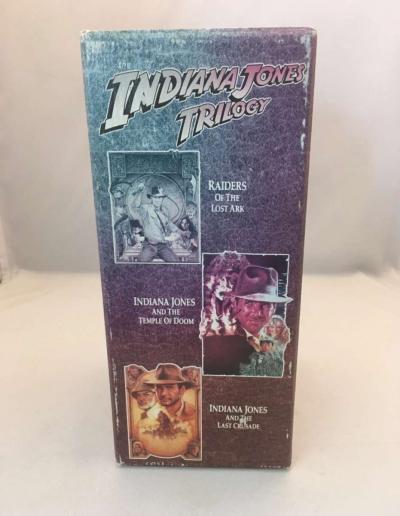 INDIANA JONES
TRILOGY
RAIDERS
OF THE
LOST ARK
INDIANA JONES
AND THE
TEMPLE OF DOOM
INDIANA JONES
AND THE
LAST CRUSADE